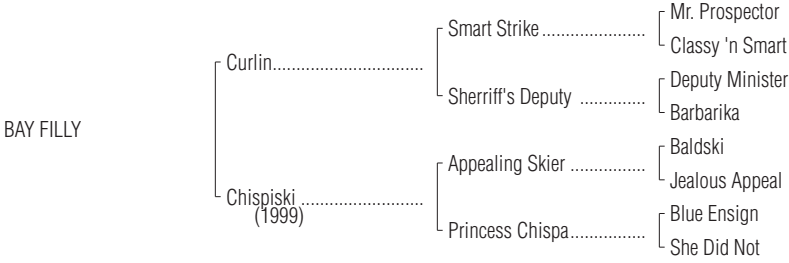 Mr. Prospector
Smart Strike ......................
Classy 'n Smart
Curlin................................
Deputy Minister
Sherriff's Deputy ..............
Barbarika
BAY FILLY
Baldski
Appealing Skier ................
Jealous Appeal
Chispiski ..........................
(1999)
Blue Ensign
Princess Chispa................
She Did Not